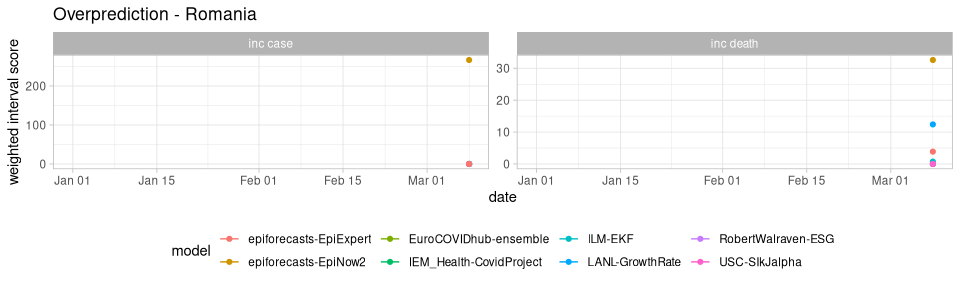 Overprediction - Romania
inc case
inc death
weighted interval score
200
100
0
30
20
10
0
Jan 01
Jan 15
Feb 01
Feb 15
Mar 01
Jan 01
Jan 15
Feb 01
Feb 15
Mar 01
date
model
epiforecasts-EpiExpert
EuroCOVIDhub-ensemble
ILM-EKF
RobertWalraven-ESG
epiforecasts-EpiNow2
IEM_Health-CovidProject
LANL-GrowthRate
USC-SIkJalpha